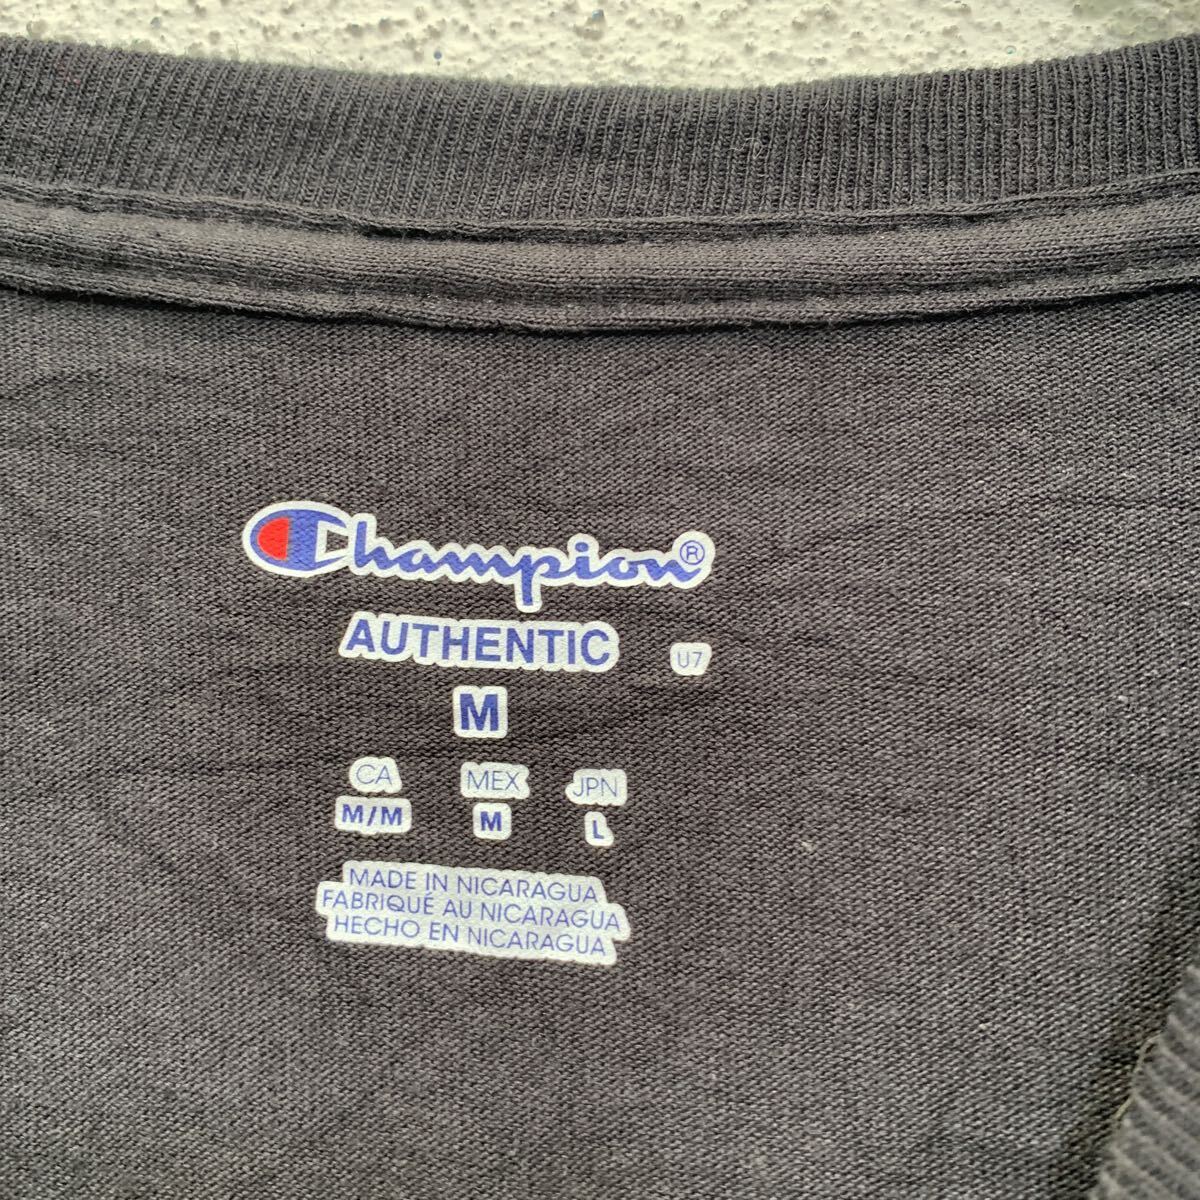 Champion®
AUTHENTIC U7
M
CA MEX JPN
M/M M L
MADE IN NICARAGUA
FABRIQUÉ AU NICARAGUA
HECHO EN NICARAGUA